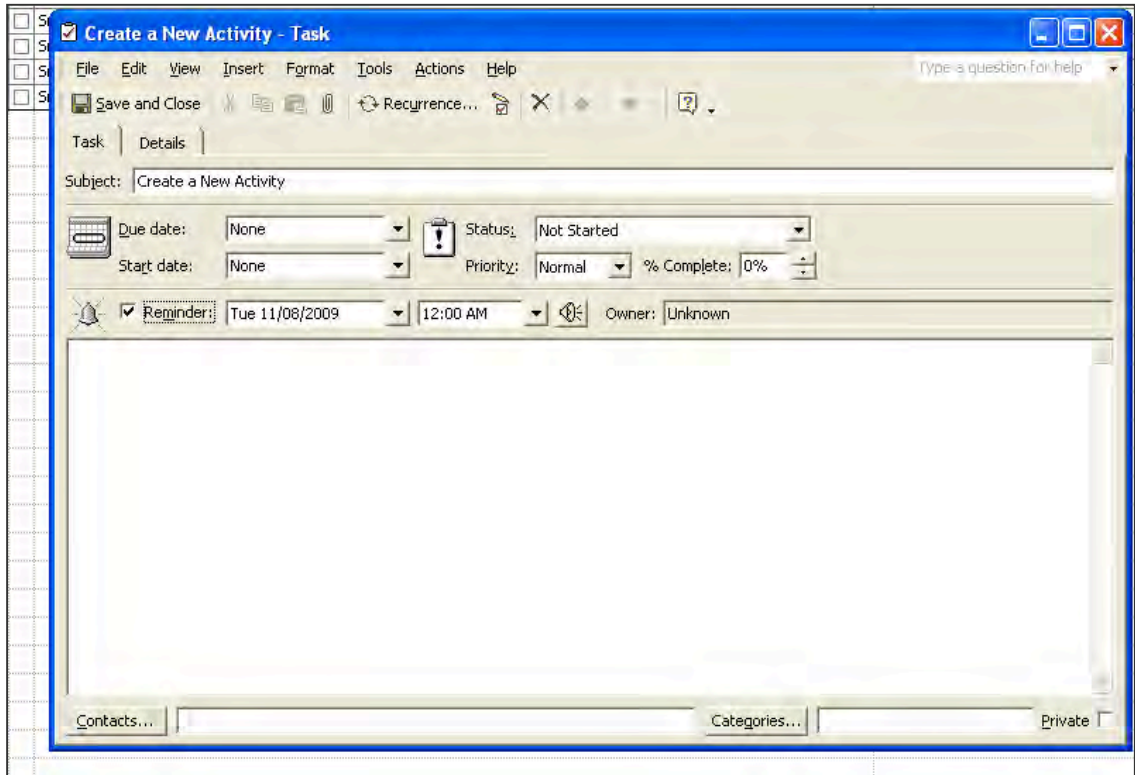 Create a New Activity - Task
File Edit View Insert Format Tools Actions Help Type a question for help
Save and Close Recurrence...
Task Details
Subject: Create a New Activity
Due date: None Status: Not Started
Start date: None Priority: Normal % Complete: 0%
Reminder: Tue 11/08/2009 12:00 AM Owner: Unknown
Contacts... Categories... Private